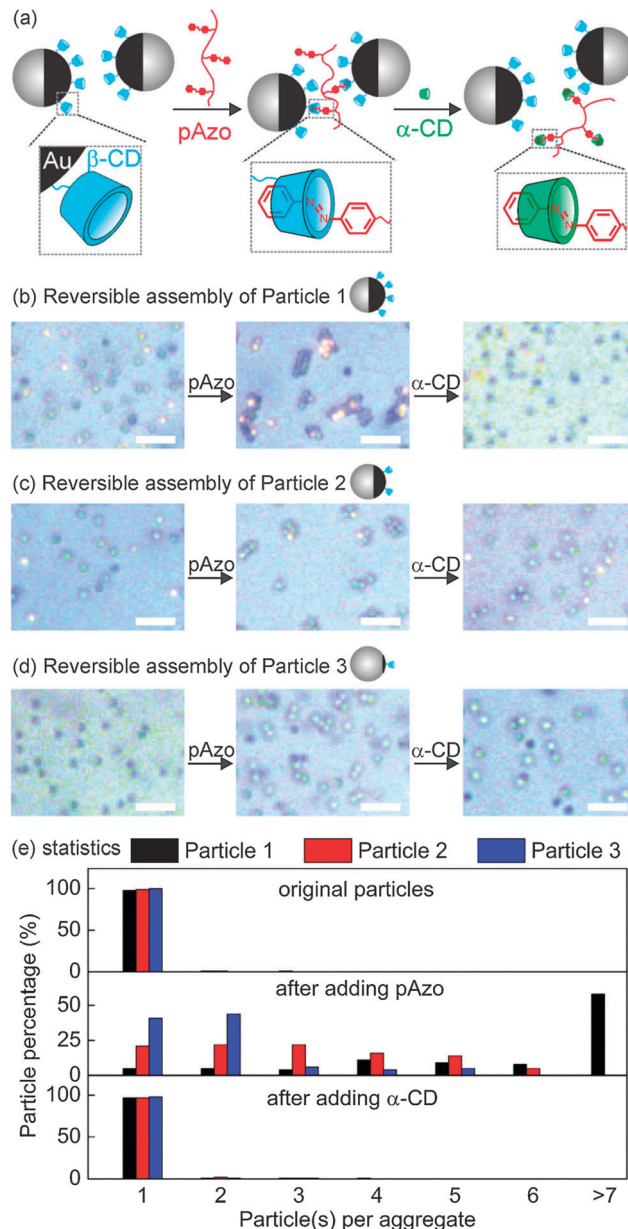 (a)
pAzo
α-CD
Au
β-CD
N
N
N
N
(b) Reversible assembly of Particle 1
pAzo
α-CD
(c) Reversible assembly of Particle 2
pAzo
α-CD
(d) Reversible assembly of Particle 3
pAzo
α-CD
(e) statistics Particle 1 Particle 2 Particle 3
Particle percentage (%)
original particles
100
50
0
after adding pAzo
50
25
0
after adding α-CD
100
50
0
1 2 3 4 5 6 >7
Particle(s) per aggregate